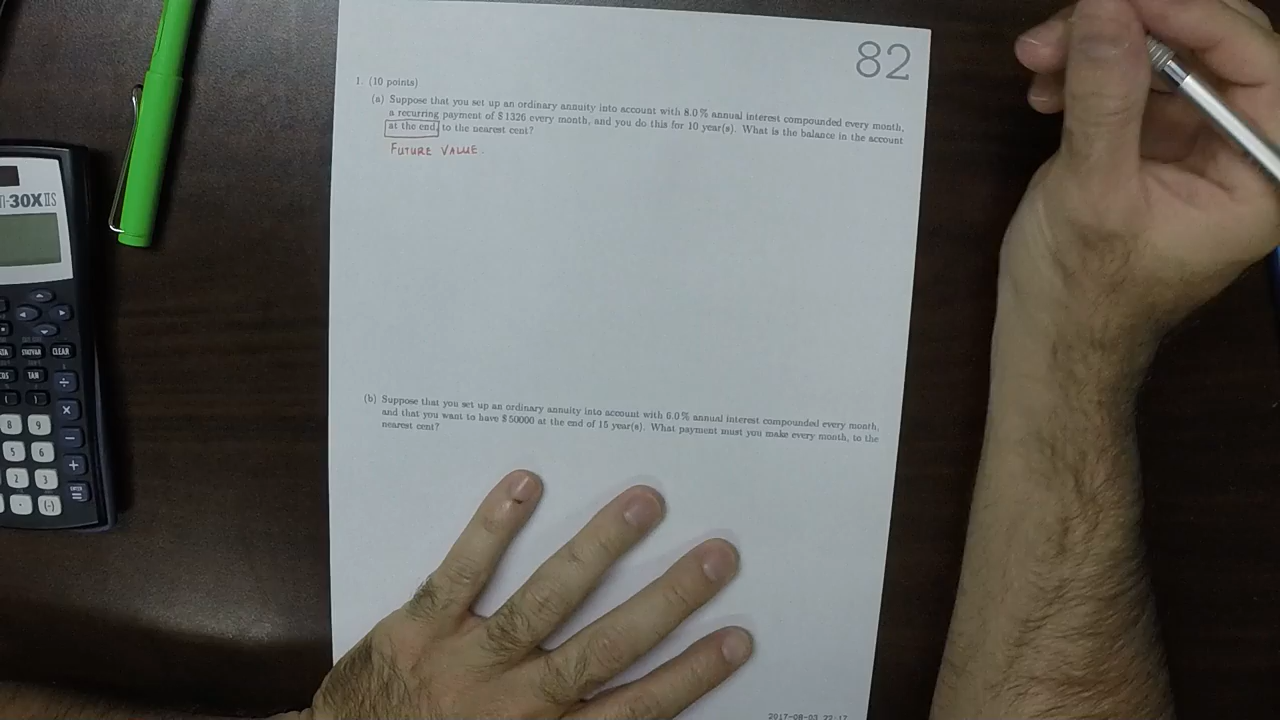 82
1. (10 points)
(a) Suppose that you set up an ordinary annuity into account with 8.0% annual interest compounded every month,
a recurring payment of $1326 every month, and you do this for 10 year(s). What is the balance in the account
at the end, to the nearest cent?
FUTURE VALUE.
(b) Suppose that you set up an ordinary annuity into account with 6.0% annual interest compounded every month,
and that you want to have $50000 at the end of 15 year(s). What payment must you make every month, to the
nearest cent?
-30XIIS
CLEAR
TAN
8 9
5 6
2 3
(-)